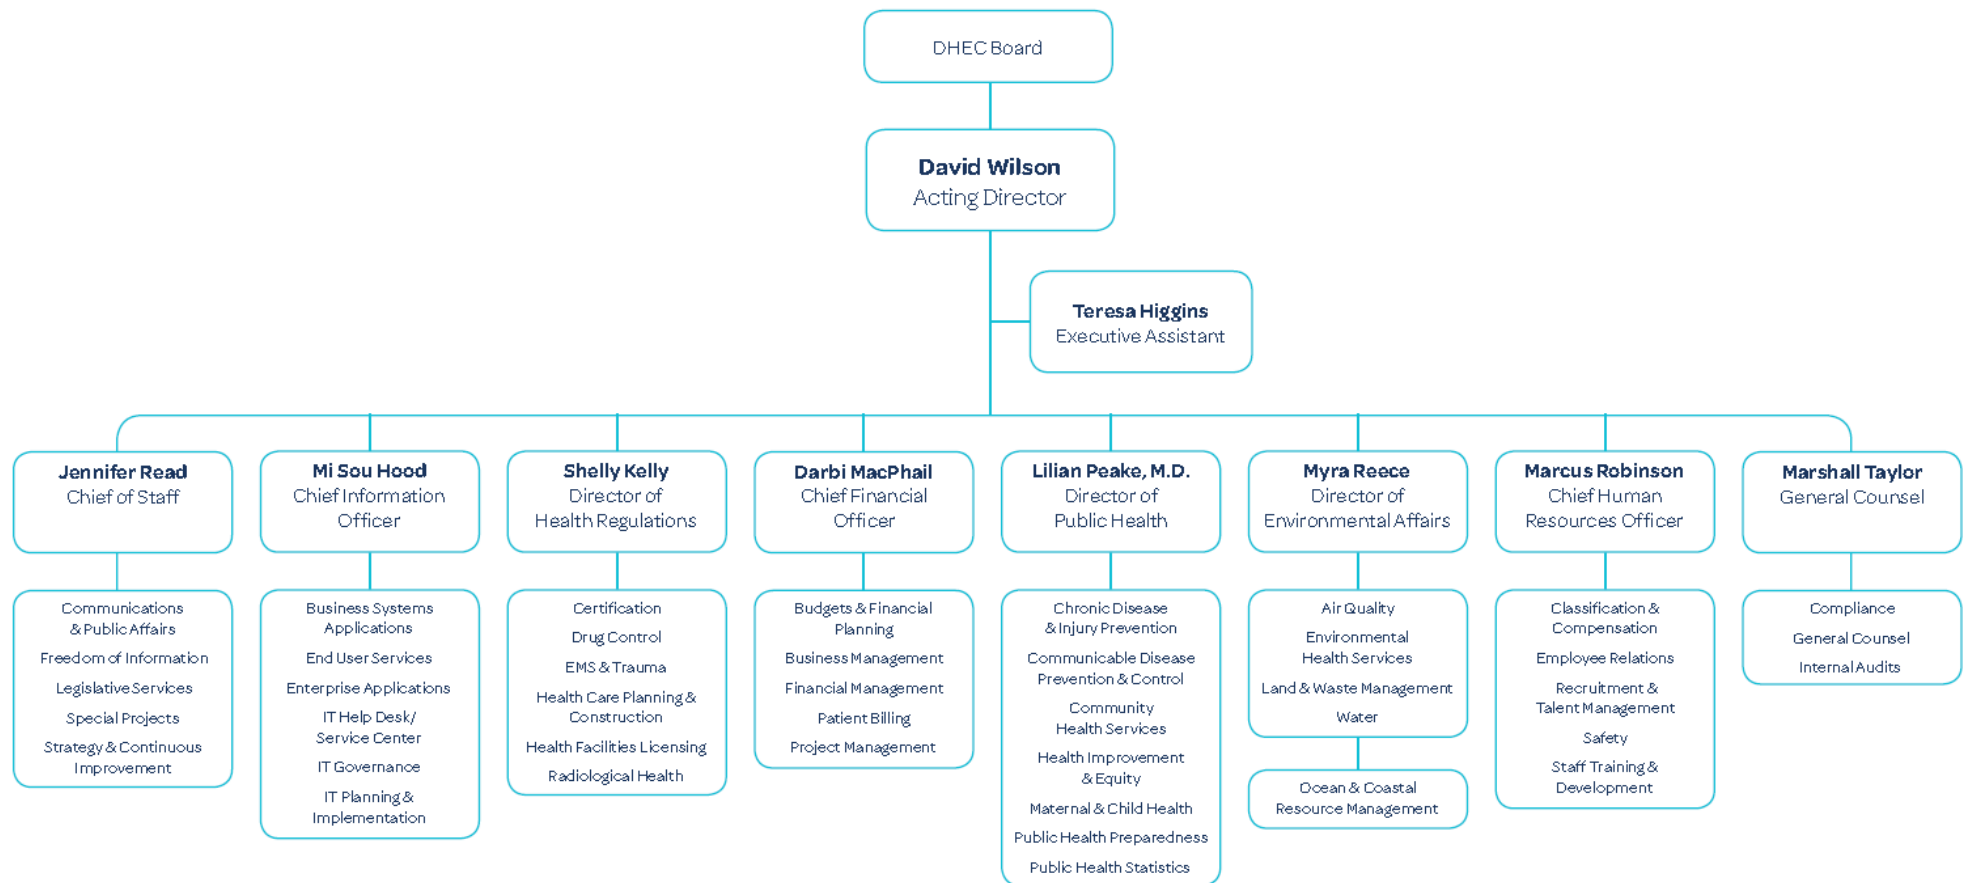 DHEC Board
David Wilson
Acting Director
Teresa Higgins
Executive Assistant
Jennifer Read
Chief of Staff
Communications
& Public Affairs
Freedom of Information
Legislative Services
Special Projects
Strategy & Continuous
Improvement
Mi Sou Hood
Chief Information
Officer
Business Systems
Applications
End User Services
Enterprise Applications
IT Help Desk/
Service Center
IT Governance
IT Planning &
Implementation
Shelly Kelly
Director of
Health Regulations
Certification
Drug Control
EMS & Trauma
Health Care Planning &
Construction
Health Facilities Licensing
Radiological Health
Darbi MacPhail
Chief Financial
Officer
Budgets & Financial
Planning
Business Management
Financial Management
Patient Billing
Project Management
Lilian Peake, M.D.
Director of
Public Health
Chronic Disease
& Injury Prevention
Communicable Disease
Prevention & Control
Community
Health Services
Health Improvement
& Equity
Maternal & Child Health
Public Health Preparedness
Public Health Statistics
Myra Reece
Director of
Environmental Affairs
Air Quality
Environmental
Health Services
Land & Waste Management
Water
Ocean & Coastal
Resource Management
Marcus Robinson
Chief Human
Resources Officer
Classification &
Compensation
Employee Relations
Recruitment &
Talent Management
Safety
Staff Training &
Development
Marshall Taylor
General Counsel
Compliance
General Counsel
Internal Audits